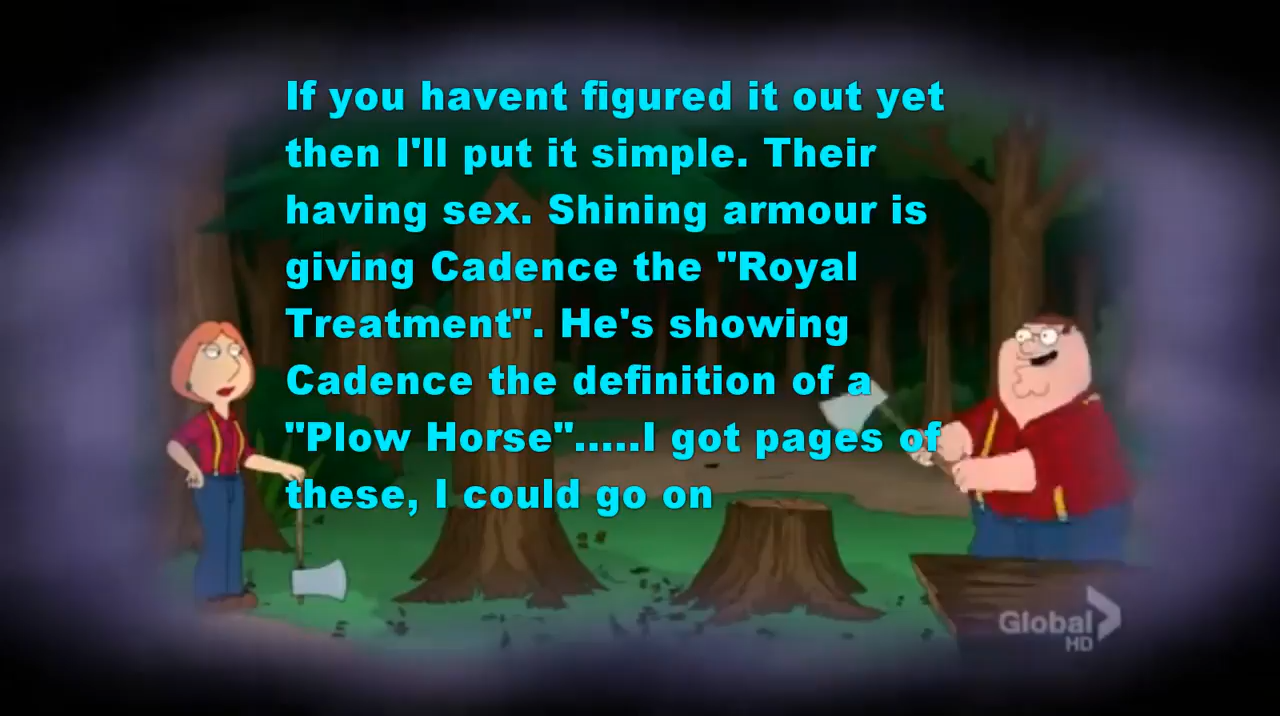 If you havent figured it out yet
then I'll put it simple. Their
having sex. Shining armour is
giving Cadence the "Royal
Treatment". He's showing
Cadence the definition of a
"Plow Horse".....I got pages of
these, I could go on
Global
HD